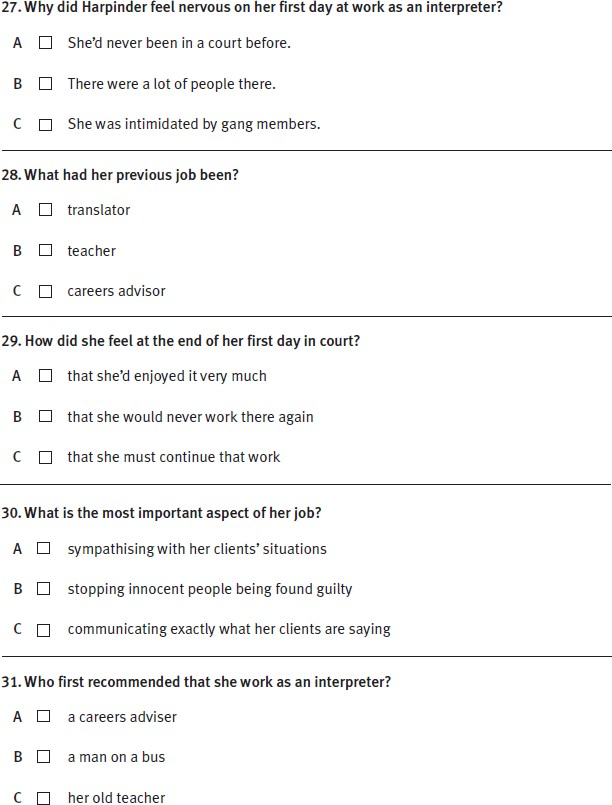 27. Why did Harpinder feel nervous on her first day at work as an interpreter?
A She'd never been in a court before.
B There were a lot of people there.
C She was intimidated by gang members.
28. What had her previous job been?
A translator
B teacher
C careers advisor
29. How did she feel at the end of her first day in court?
A that she'd enjoyed it very much
B that she would never work there again
C that she must continue that work
30. What is the most important aspect of her job?
A sympathising with her clients' situations
B stopping innocent people being found guilty
C communicating exactly what her clients are saying
31. Who first recommended that she work as an interpreter?
A a careers adviser
B a man on a bus
C her old teacher